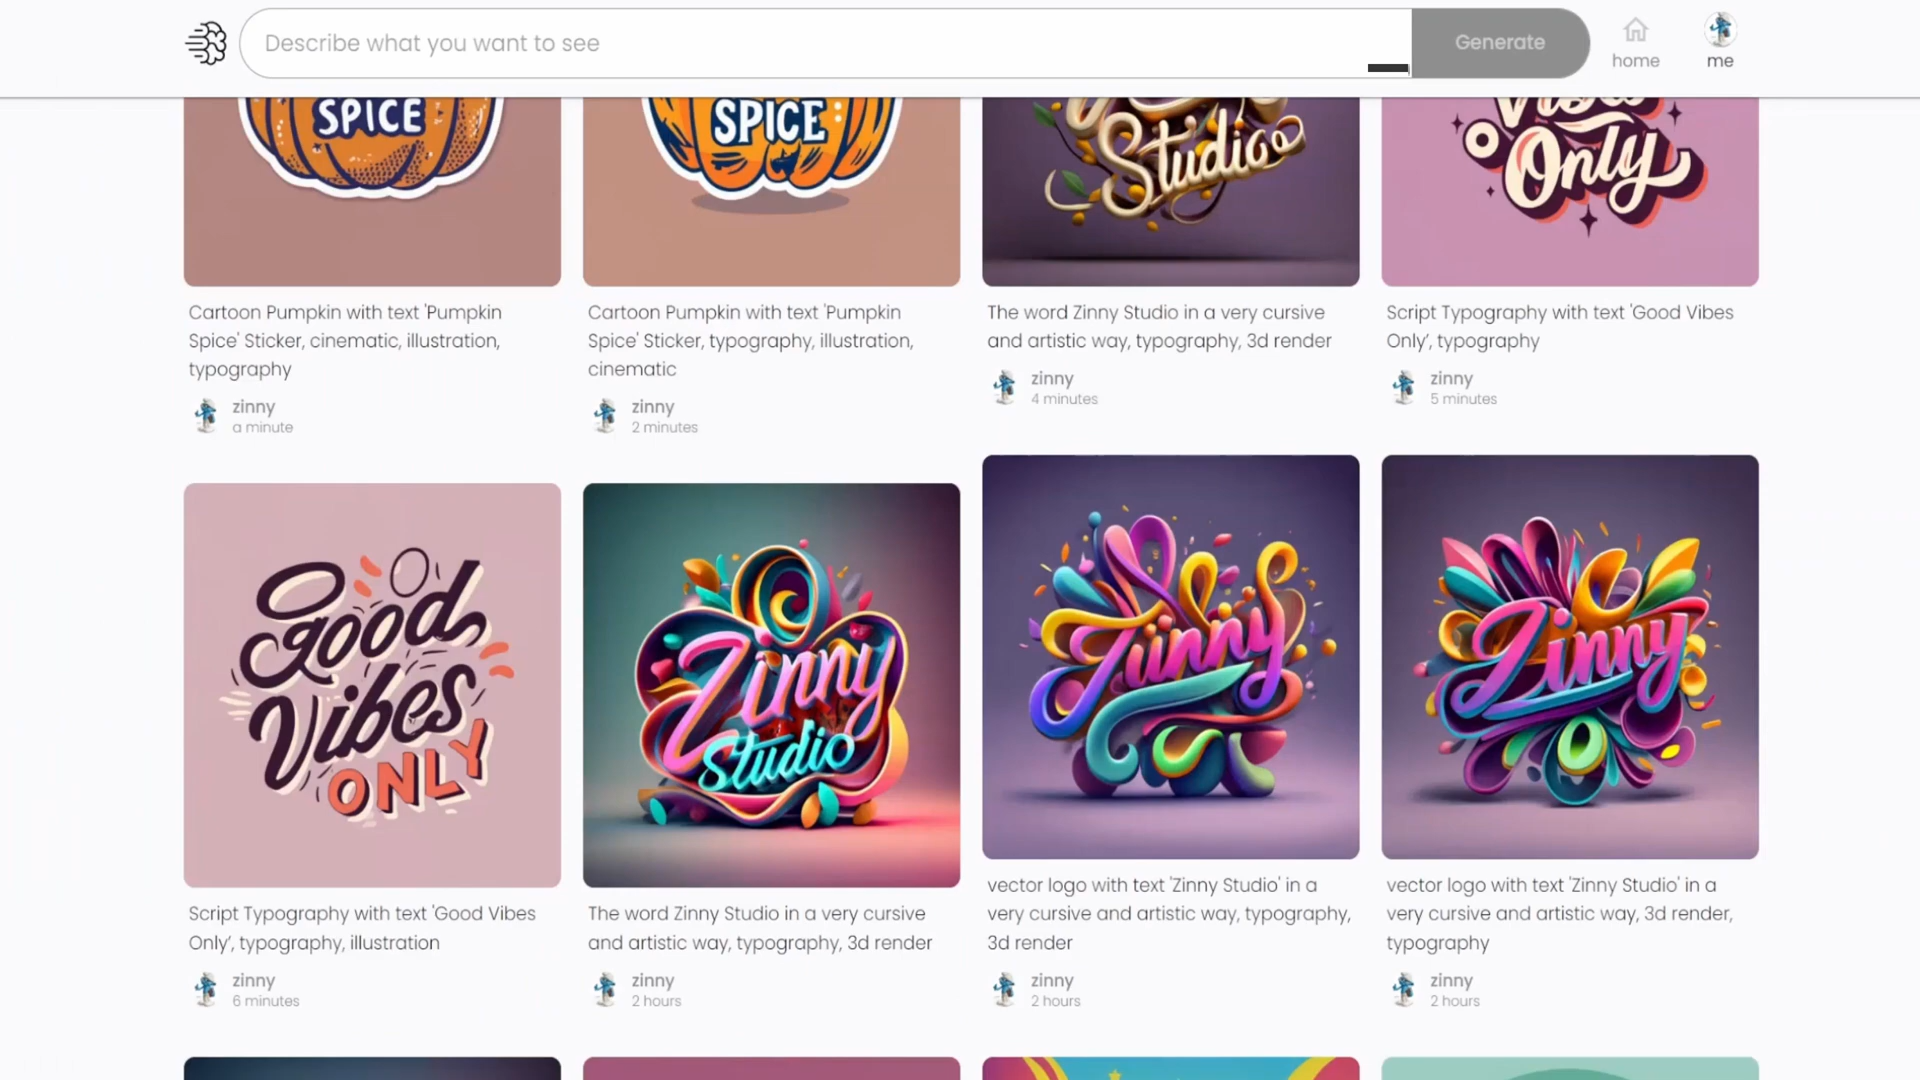 Describe what you want to see
Generate
home
me
SPICE
SPICE
Studio
Only
Cartoon Pumpkin with text 'Pumpkin
Spice' Sticker, cinematic, illustration,
typography
zinny
a minute
Cartoon Pumpkin with text 'Pumpkin
Spice' Sticker, typography, illustration,
cinematic
zinny
2 minutes
The word Zinny Studio in a very cursive
and artistic way, typography, 3d render
zinny
4 minutes
Script Typography with text 'Good Vibes
Only', typography
zinny
5 minutes
Good
Vibes
ONLY
Zinny
Studio
Zinny
Script Typography with text 'Good Vibes
Only', typography, illustration
zinny
6 minutes
The word Zinny Studio in a very cursive
and artistic way, typography, 3d render
zinny
2 hours
vector logo with text 'Zinny Studio' in a
very cursive and artistic way, typography,
3d render
zinny
2 hours
vector logo with text 'Zinny Studio' in a
very cursive and artistic way, 3d render,
typography
zinny
2 hours